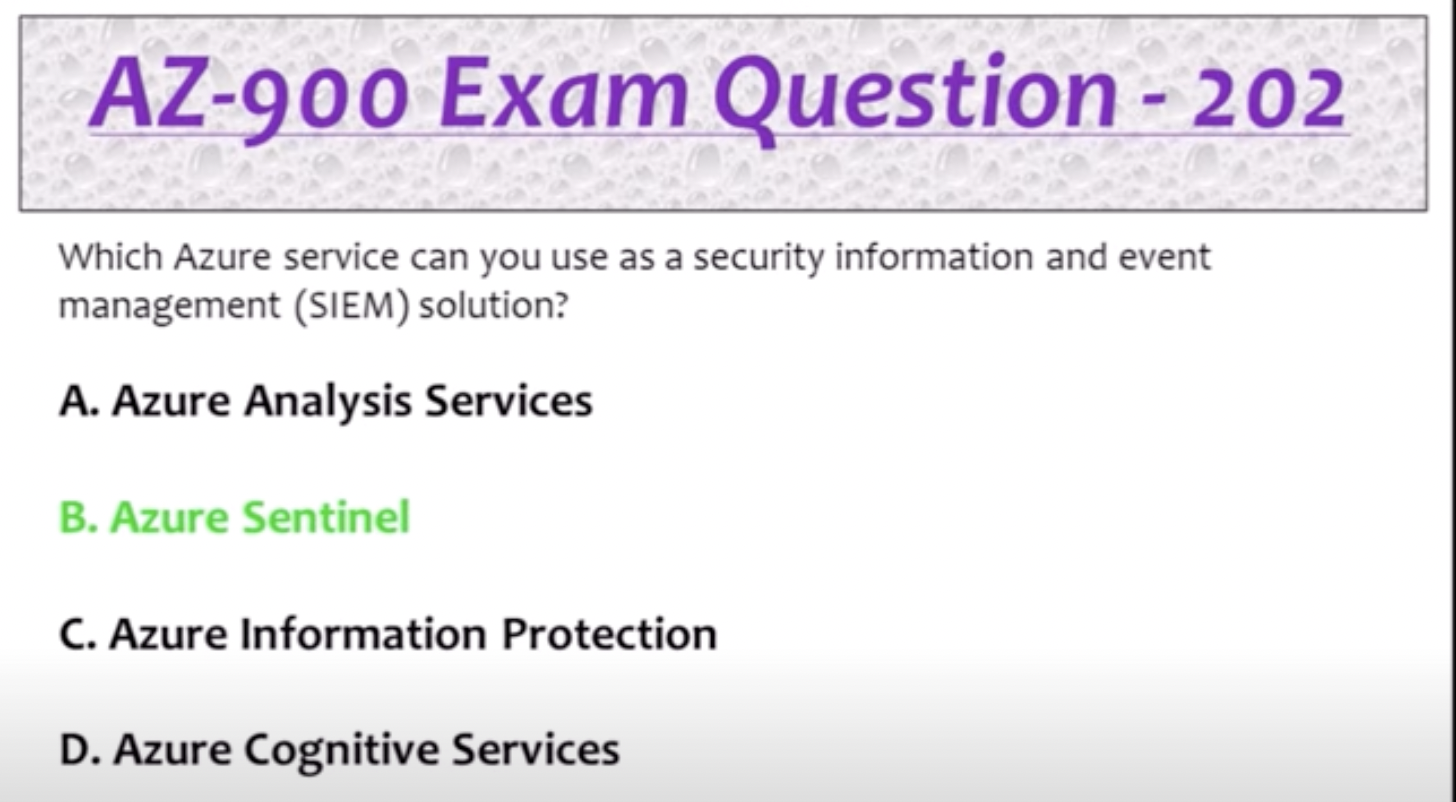 AZ-900 Exam Question - 202
Which Azure service can you use as a security information and event
management (SIEM) solution?
A. Azure Analysis Services
B. Azure Sentinel
C. Azure Information Protection
D. Azure Cognitive Services